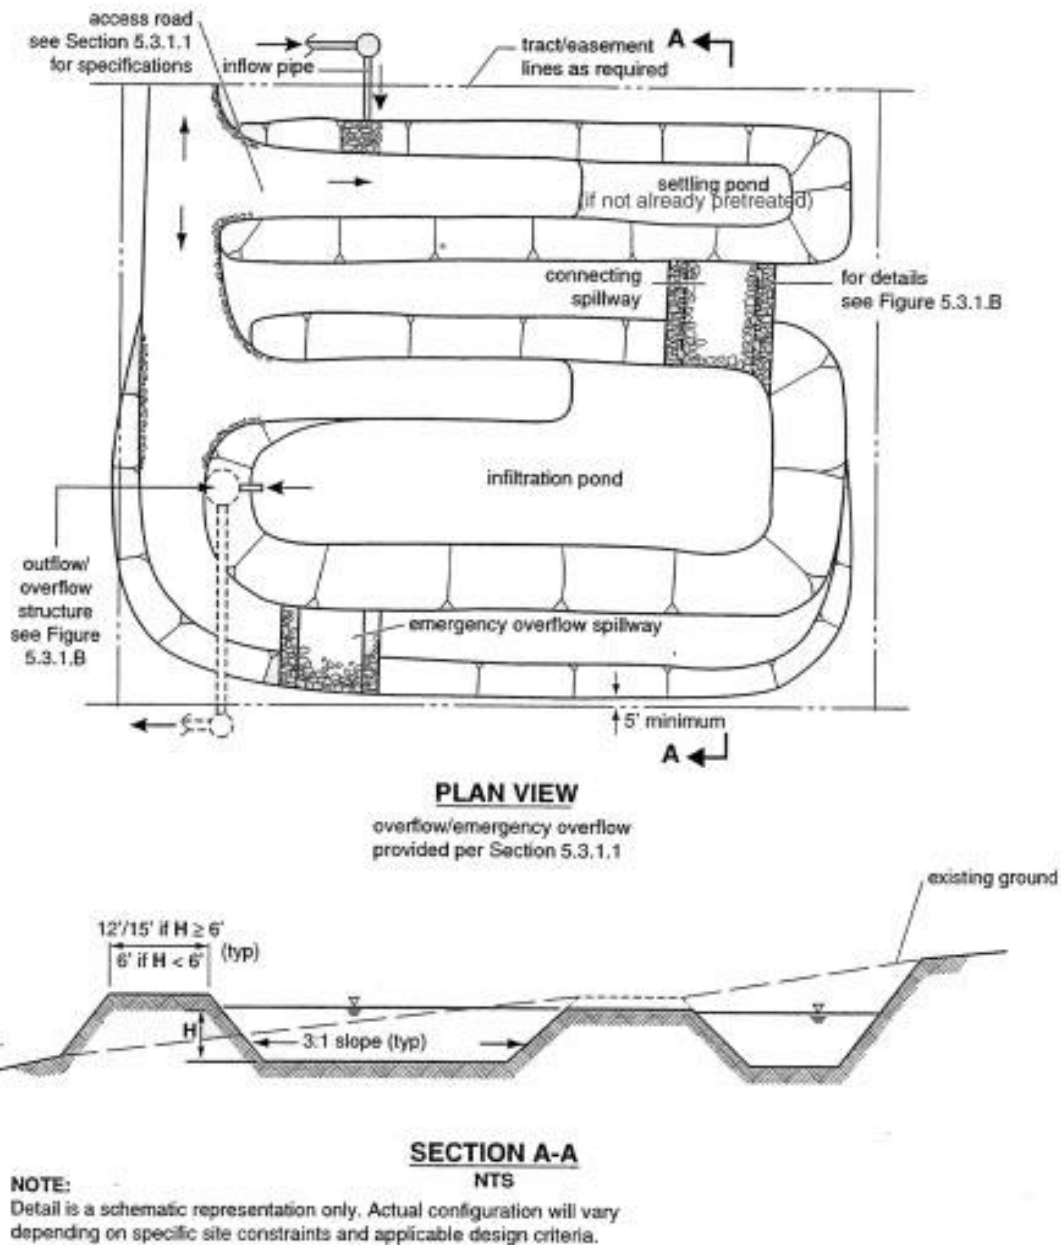 access road
see Section 5.3.1.1
for specifications
inflow pipe
tract/easement
lines as required
A
settling pond
(if not already pretreated)
connecting
spillway
for details
see Figure 5.3.1.B
infiltration pond
outflow/
overflow
structure
see Figure
5.3.1.B
emergency overflow spillway
5' minimum
A
PLAN VIEW
overflow/emergency overflow
provided per Section 5.3.1.1
existing ground
12'/15' if H ≥ 6'
(typ)
6' if H < 6'
H
3:1 slope (typ)
SECTION A-A
NTS
NOTE:
Detail is a schematic representation only. Actual configuration will vary
depending on specific site constraints and applicable design criteria.